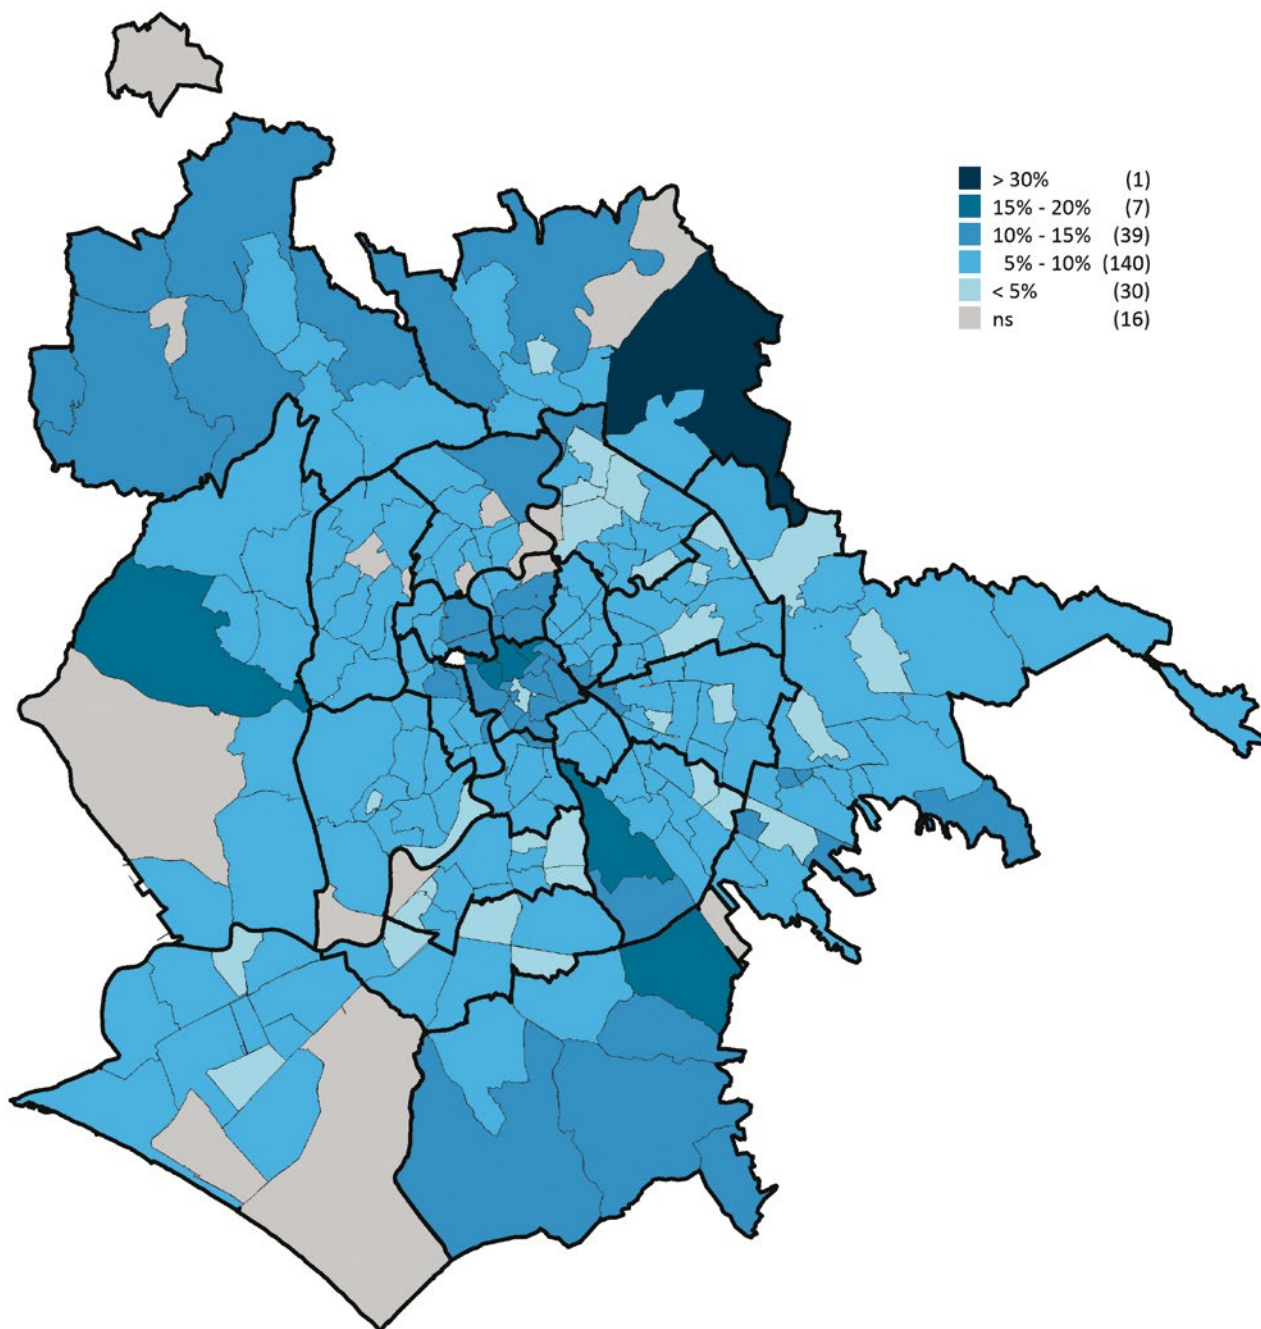 > 30% (1)
15% - 20% (7)
10% - 15% (39)
5% - 10% (140)
< 5% (30)
ns (16)